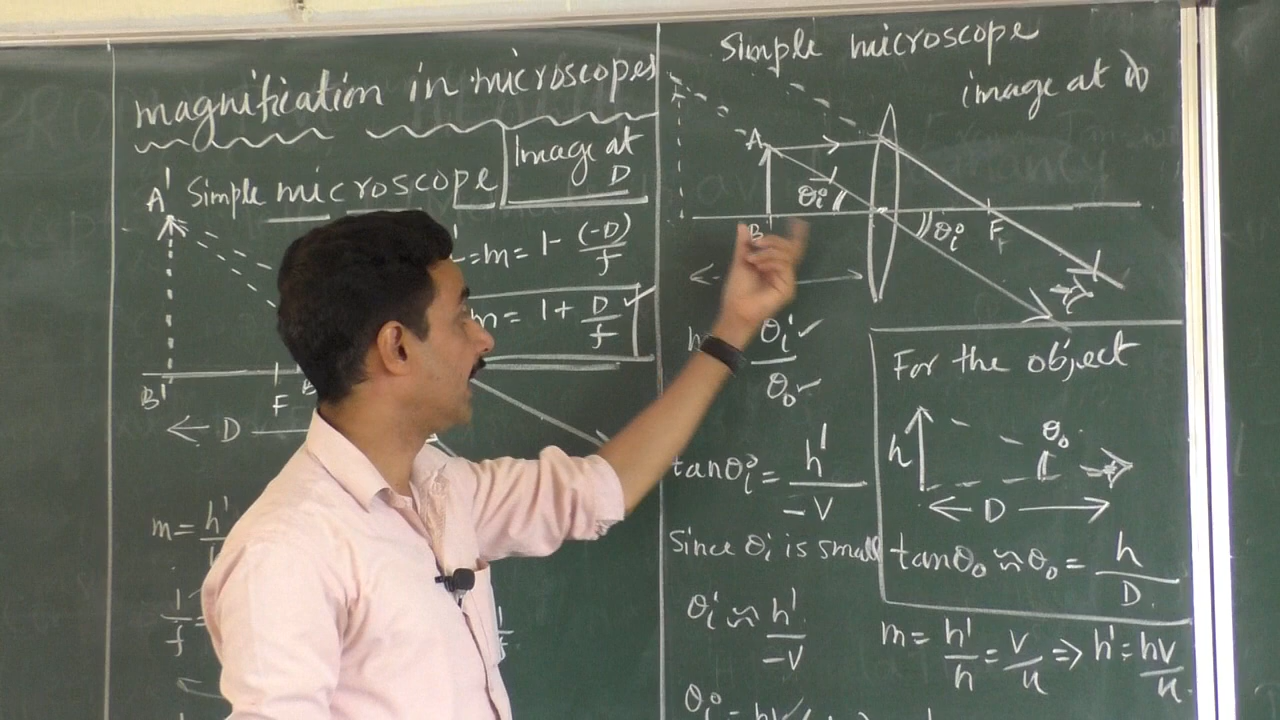 magnification in microscopes
Simple microscope
Image at
D
A'
=m = 1 - (-D)/f
m = 1 + D/f ✓
B'
F
← D
m = h'
1/f =
Simple microscope
image at ∞
A
θi
θi
B
F
θi ✓
θo ✓
tanθi = h'/-v
Since θi is small
θi ≈ h'/-v
For the object
h
θo
← D →
tanθo ≈ θo = h/D.
m = h'/h = v/u ⇒ h' = hv/u